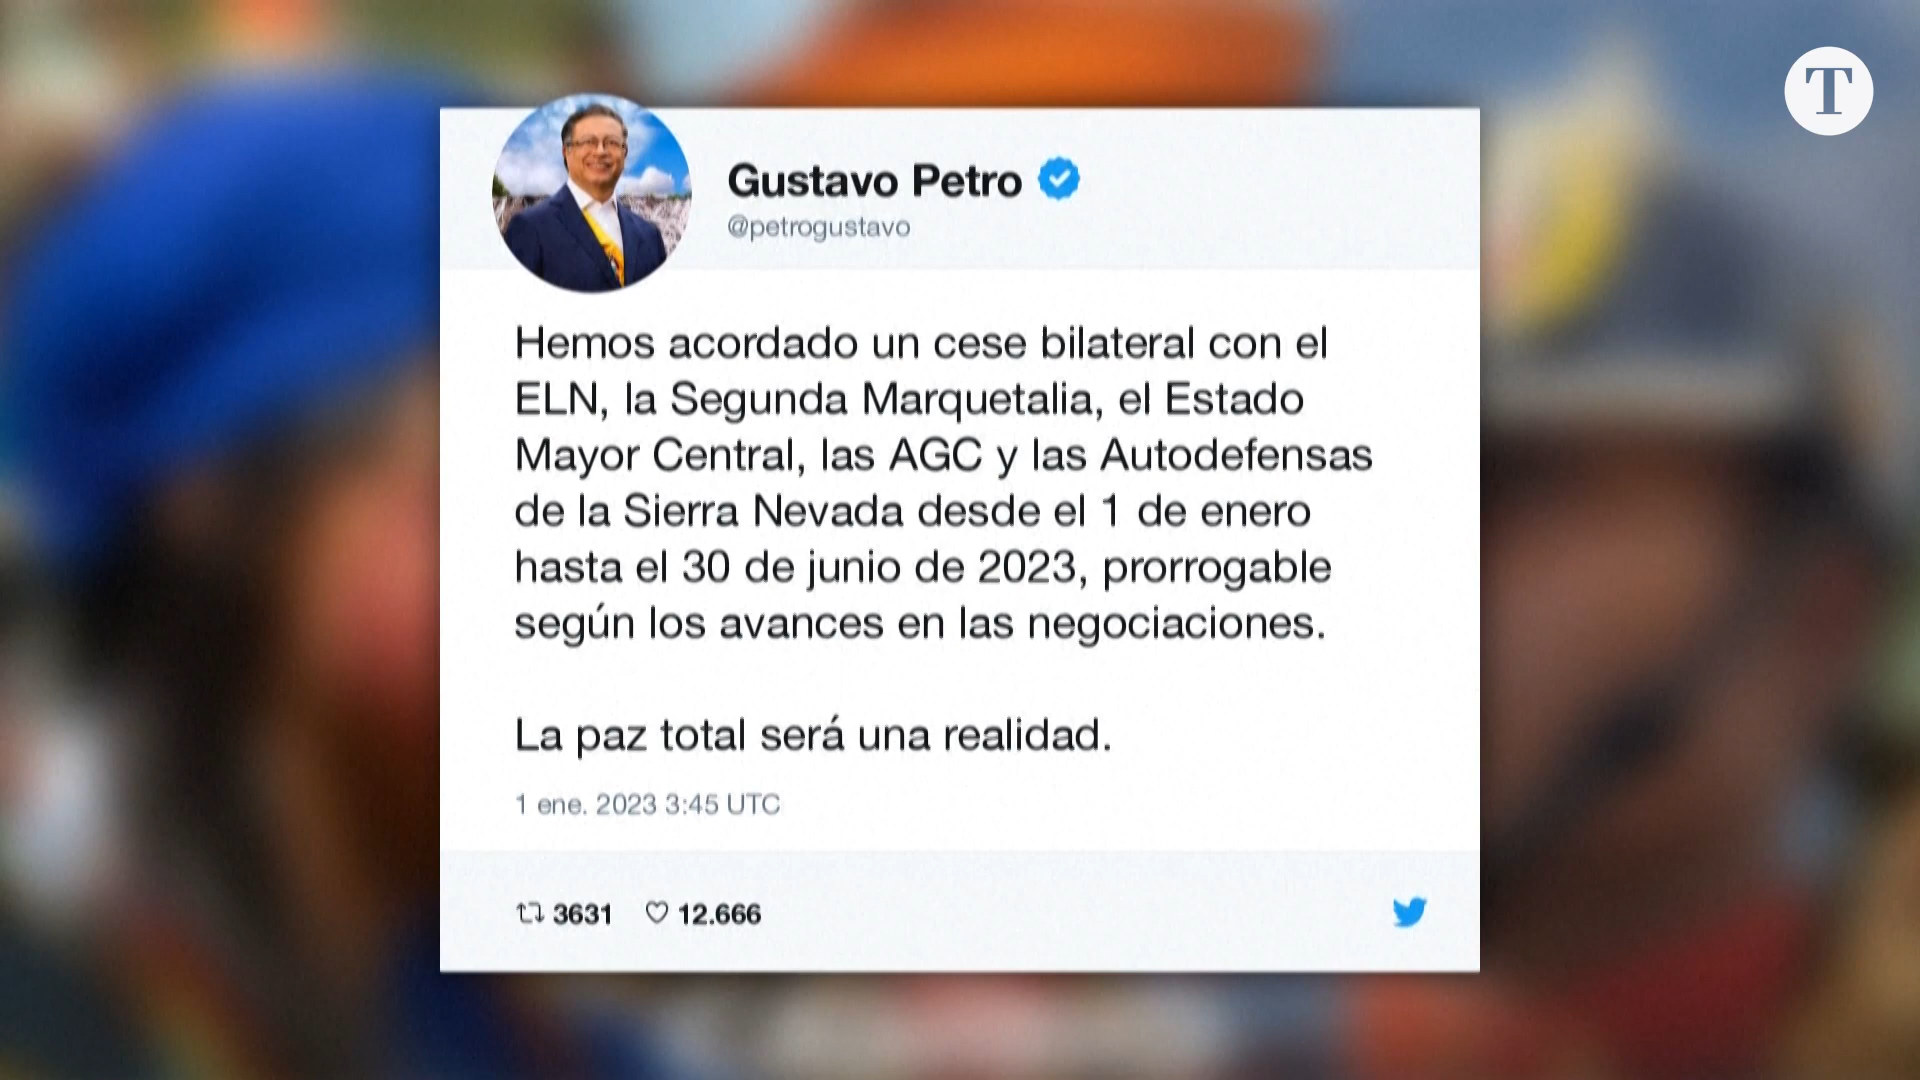 T
Gustavo Petro
@petrogustavo
Hemos acordado un cese bilateral con el
ELN, la Segunda Marquetalia, el Estado
Mayor Central, las AGC y las Autodefensas
de la Sierra Nevada desde el 1 de enero
hasta el 30 de junio de 2023, prorrogable
según los avances en las negociaciones.
La paz total será una realidad.
1 ene. 2023 3:45 UTC
3631 12.666